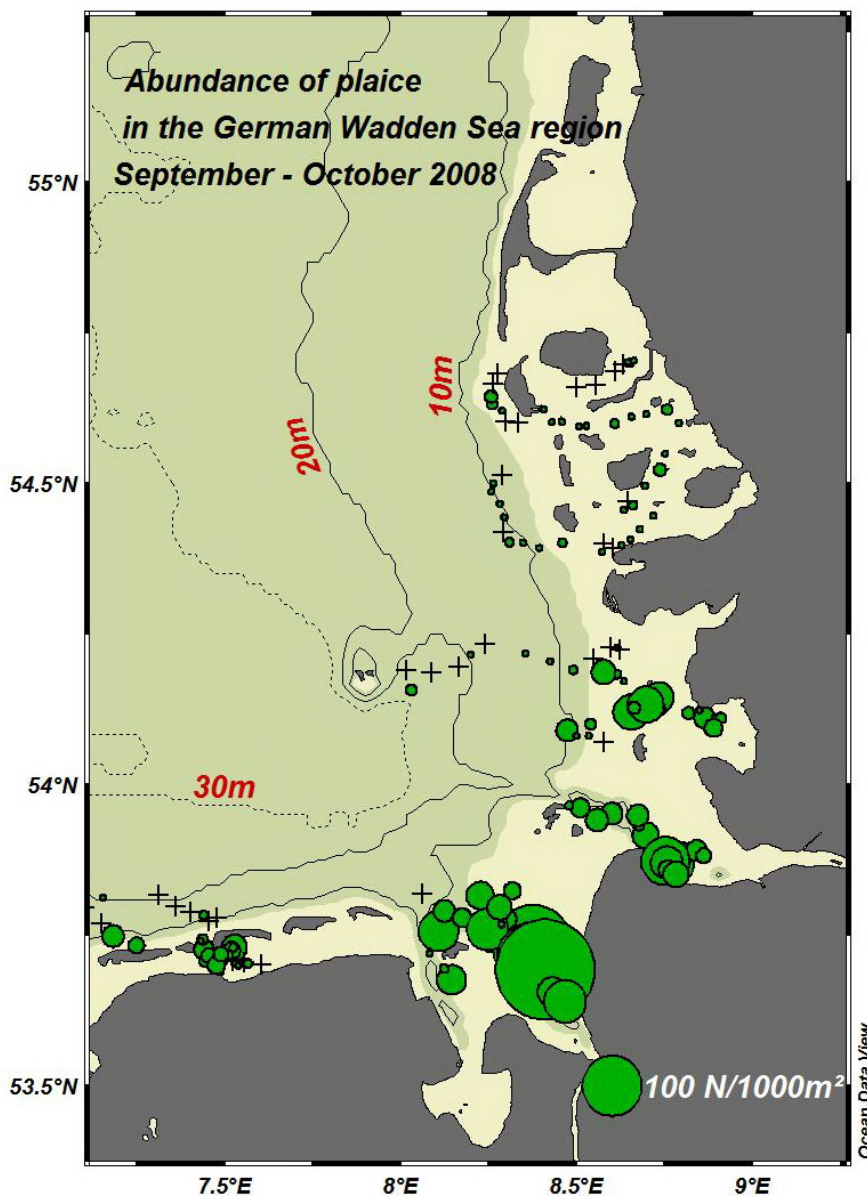 Abundance of plaice
in the German Wadden Sea region
September - October 2008
55°N
10m
20m
54.5°N
54°N
30m
53.5°N
100 N/1000m²
Ocean Data View
7.5°E
8°E
8.5°E
9°E